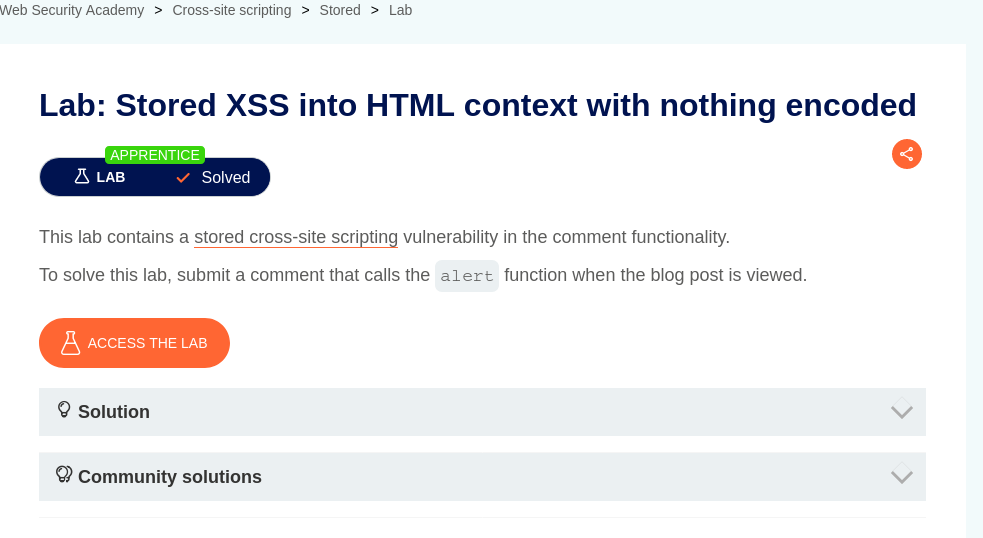 Web Security Academy > Cross-site scripting > Stored > Lab
Lab: Stored XSS into HTML context with nothing encoded
APPRENTICE
LAB Solved
This lab contains a stored cross-site scripting vulnerability in the comment functionality.
To solve this lab, submit a comment that calls the alert function when the blog post is viewed.
ACCESS THE LAB
Solution
Community solutions